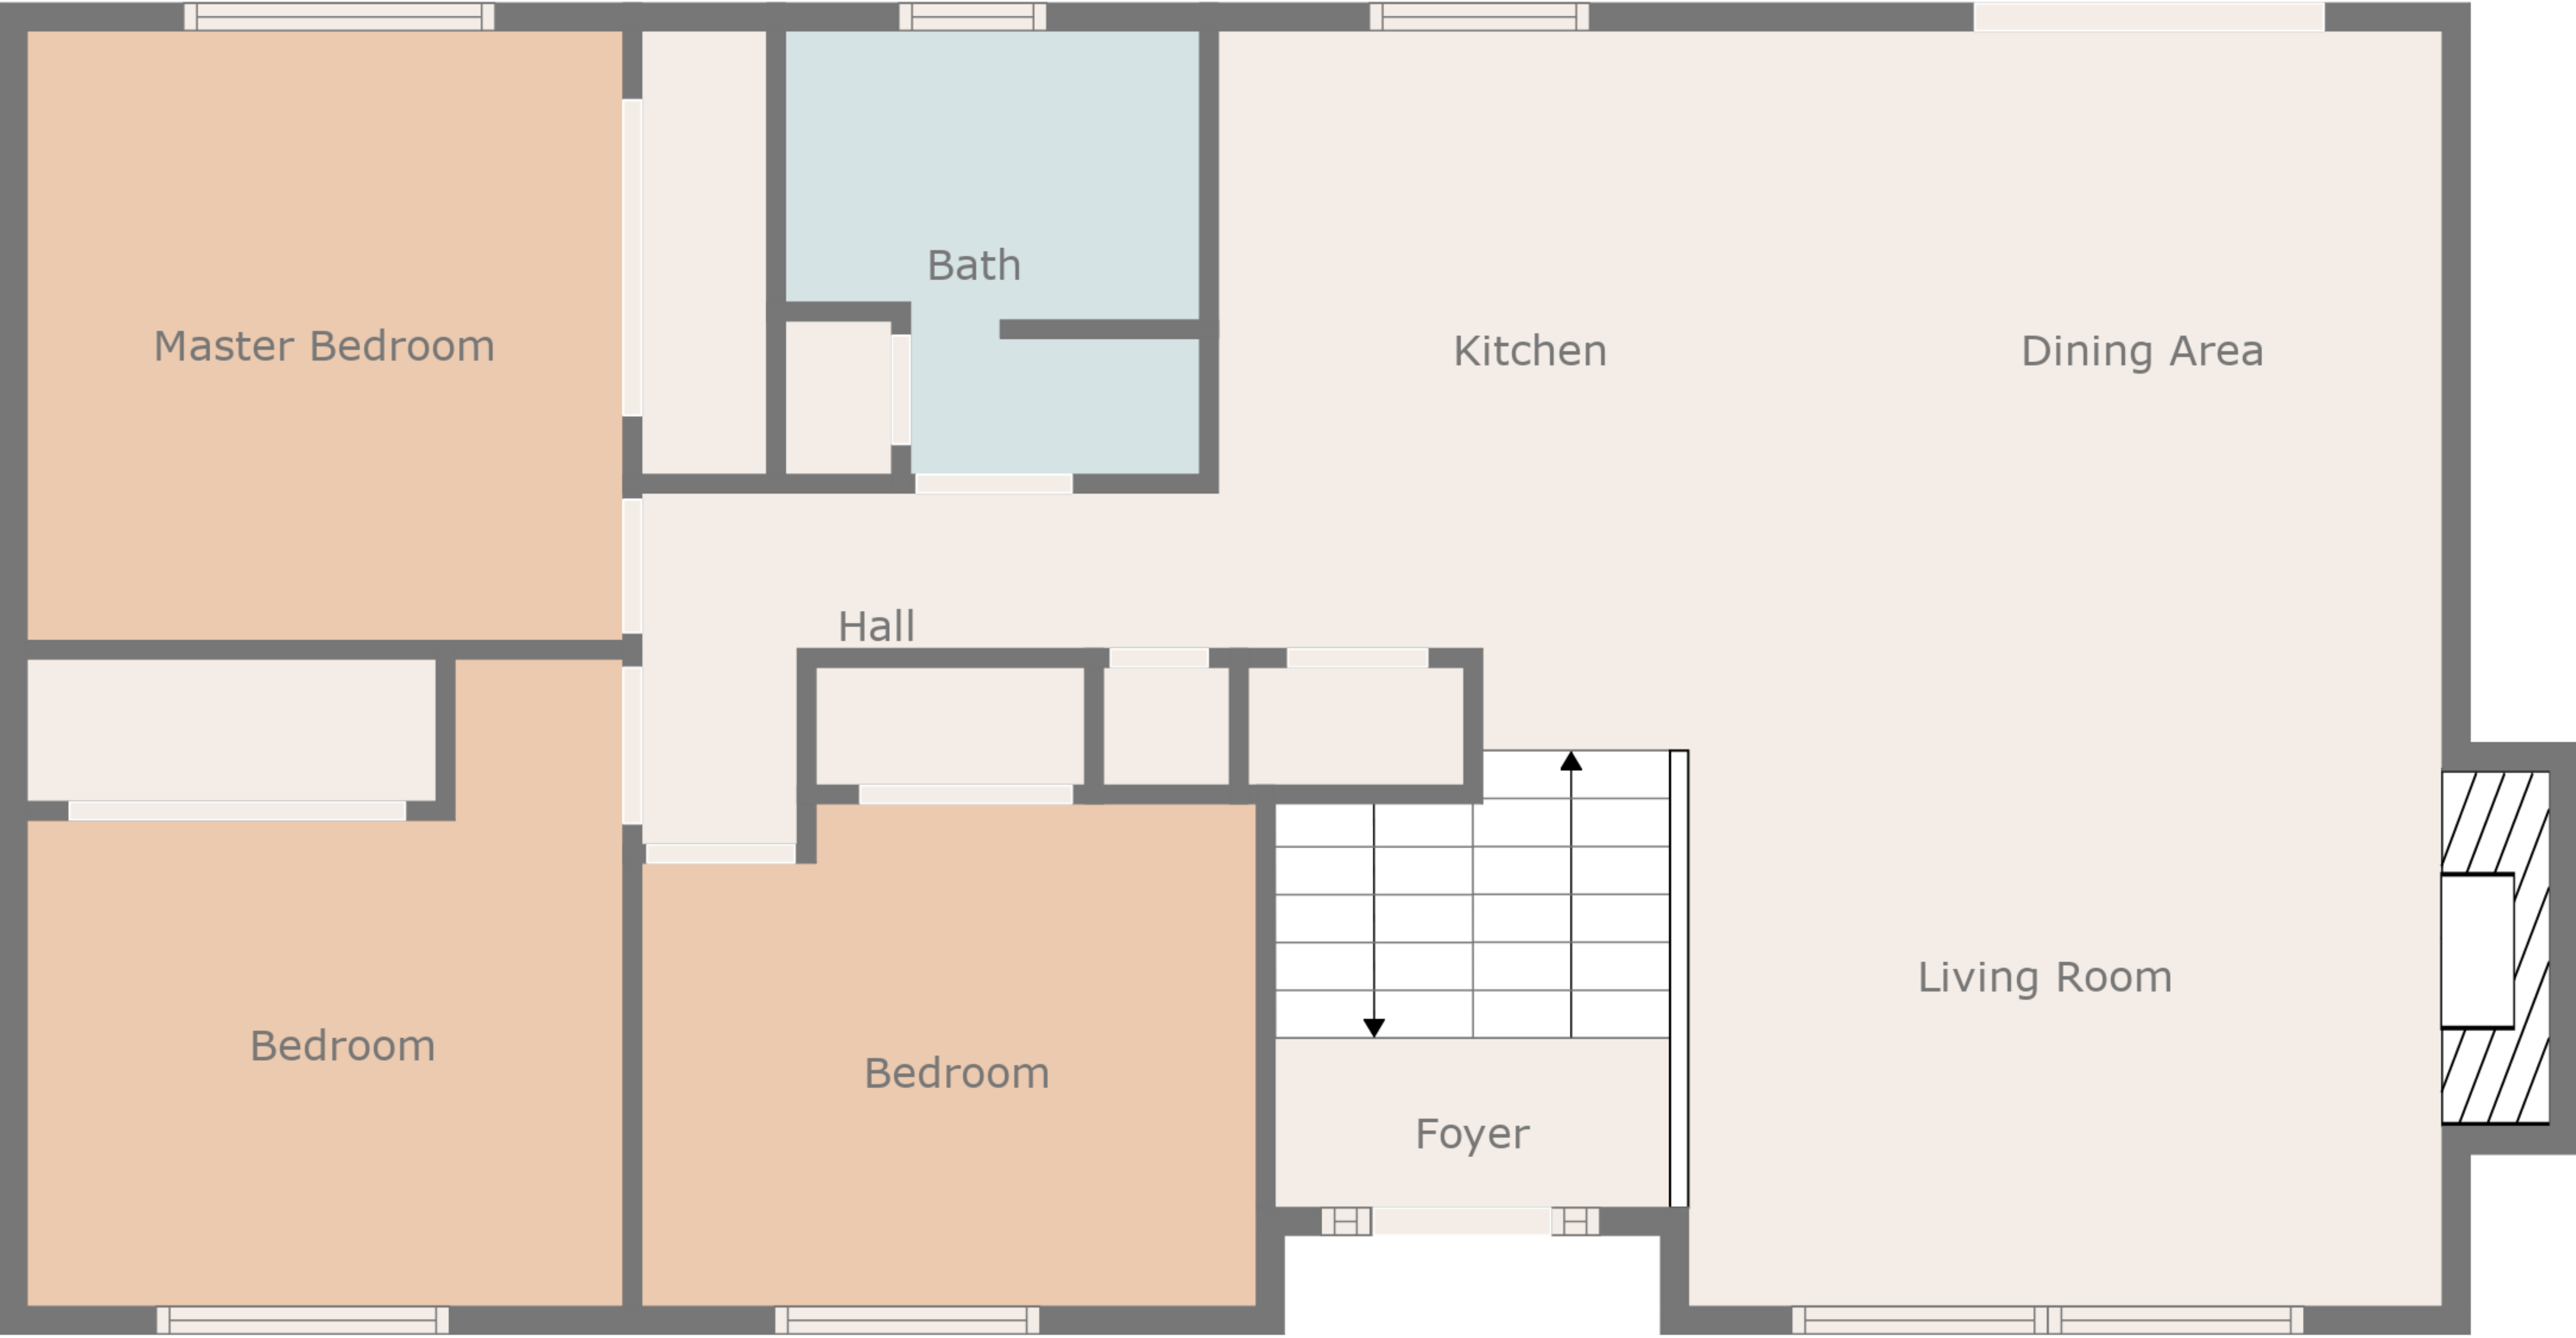 Bath
Master Bedroom
Kitchen
Dining Area
Hall
Living Room
Bedroom
Bedroom
Foyer